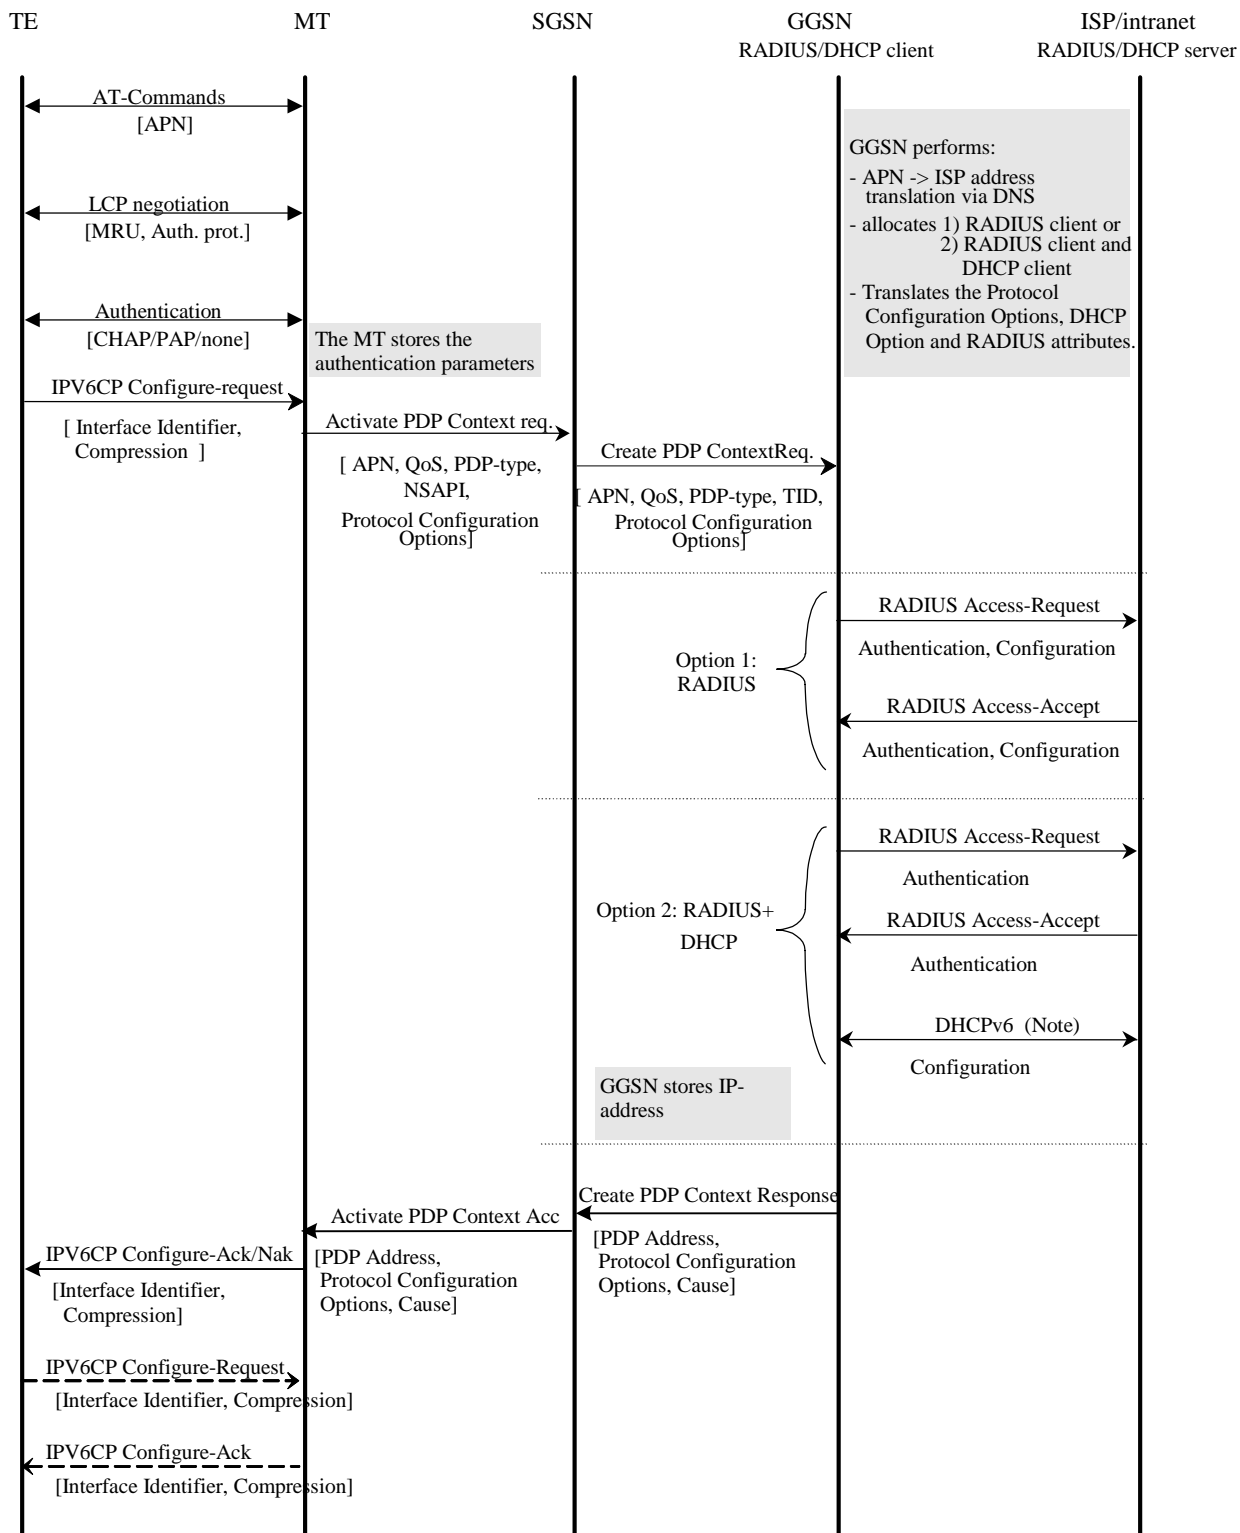 TE
MT
SGSN
GGSN
ISP/intranet
RADIUS/DHCP client
RADIUS/DHCP server
AT-Commands
[APN]
GGSN performs:
- APN -> ISP address
translation via DNS
- allocates 1) RADIUS client or
2) RADIUS client and
DHCP client
- Translates the Protocol
Configuration Options, DHCP
Option and RADIUS attributes.
LCP negotiation
[MRU, Auth. prot.]
Authentication
[CHAP/PAP/none]
The MT stores the
authentication parameters
IPV6CP Configure-request
[ Interface Identifier,
Compression ]
Activate PDP Context req.
[ APN, QoS, PDP-type,
NSAPI,
Protocol Configuration
Options]
Create PDP ContextReq.
[ APN, QoS, PDP-type, TID,
Protocol Configuration
Options]
RADIUS Access-Request
Authentication, Configuration
Option 1:
RADIUS
RADIUS Access-Accept
Authentication, Configuration
RADIUS Access-Request
Authentication
Option 2: RADIUS+
DHCP
RADIUS Access-Accept
Authentication
DHCPv6 (Note)
Configuration
GGSN stores IP-
address
Create PDP Context Response
[PDP Address,
Protocol Configuration
Options, Cause]
Activate PDP Context Acc
[PDP Address,
Protocol Configuration
Options, Cause]
IPV6CP Configure-Ack/Nak
[Interface Identifier,
Compression]
IPV6CP Configure-Request
[Interface Identifier, Compression]
IPV6CP Configure-Ack
[Interface Identifier, Compression]